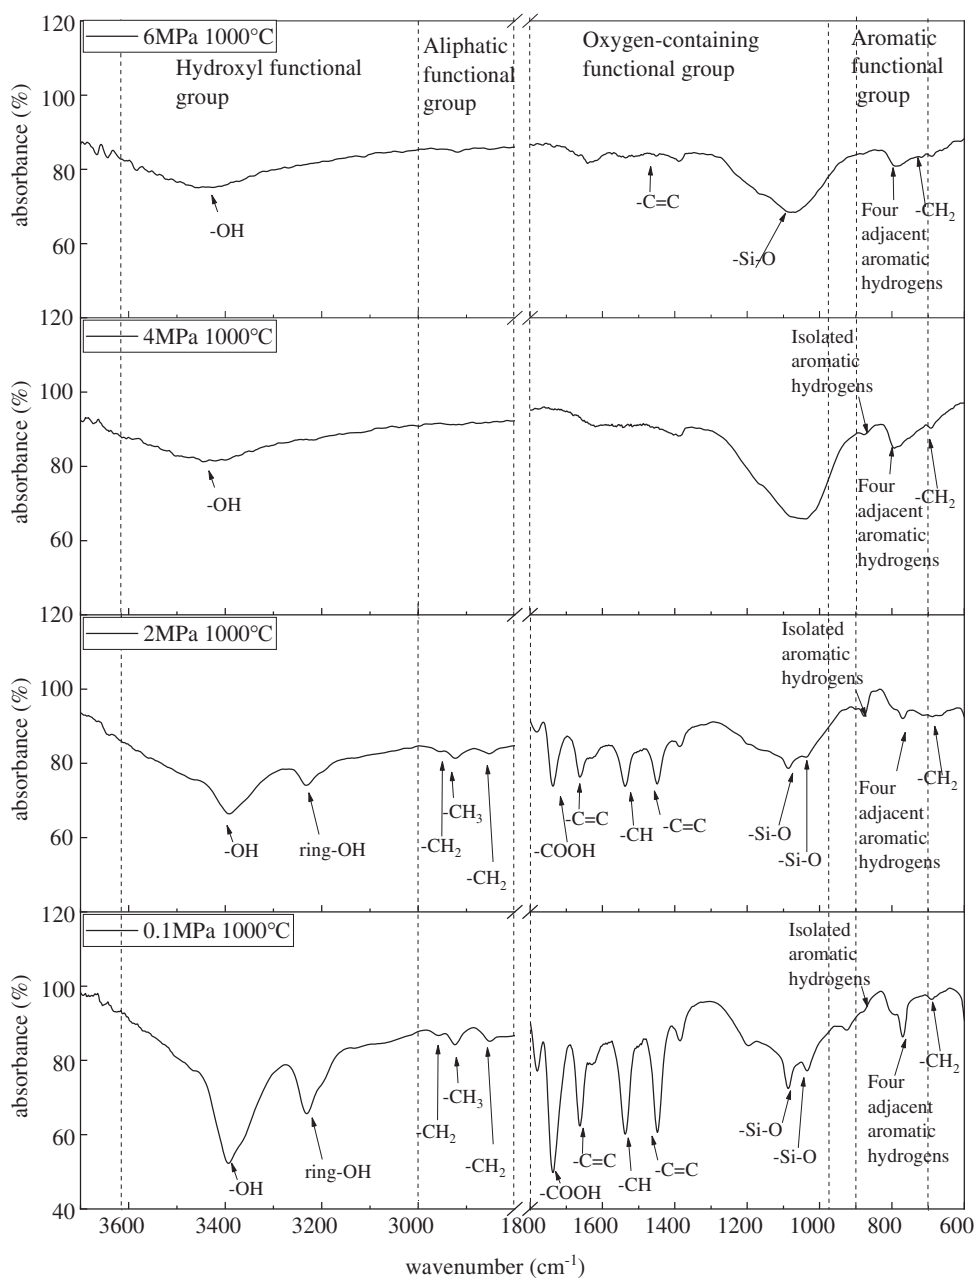 120
6MPa 1000°C
Hydroxyl functional
group
Aliphatic
functional
group
Oxygen-containing
functional group
Aromatic
functional
group
100
80
60
absorbance (%)
-OH
-C=C
-Si-O
Four
adjacent
aromatic
hydrogens
-CH2
120
4MPa 1000°C
100
80
60
absorbance (%)
-OH
Isolated
aromatic
hydrogens
Four
adjacent
aromatic
hydrogens
-CH2
120
2MPa 1000°C
100
80
60
absorbance (%)
-OH
ring-OH
-CH2
-CH3
-CH2
-COOH
-C=C
-CH
-C=C
-Si-O
-Si-O
Isolated
aromatic
hydrogens
Four
adjacent
aromatic
hydrogens
-CH2
120
0.1MPa 1000°C
100
80
60
40
absorbance (%)
-OH
ring-OH
-CH2
-CH3
-CH2
-COOH
-C=C
-CH
-C=C
-Si-O
-Si-O
Isolated
aromatic
hydrogens
Four
adjacent
aromatic
hydrogens
-CH2
3600 3400 3200 3000 2800 1800 1600 1400 1200 1000 800 600
wavenumber (cm-1)